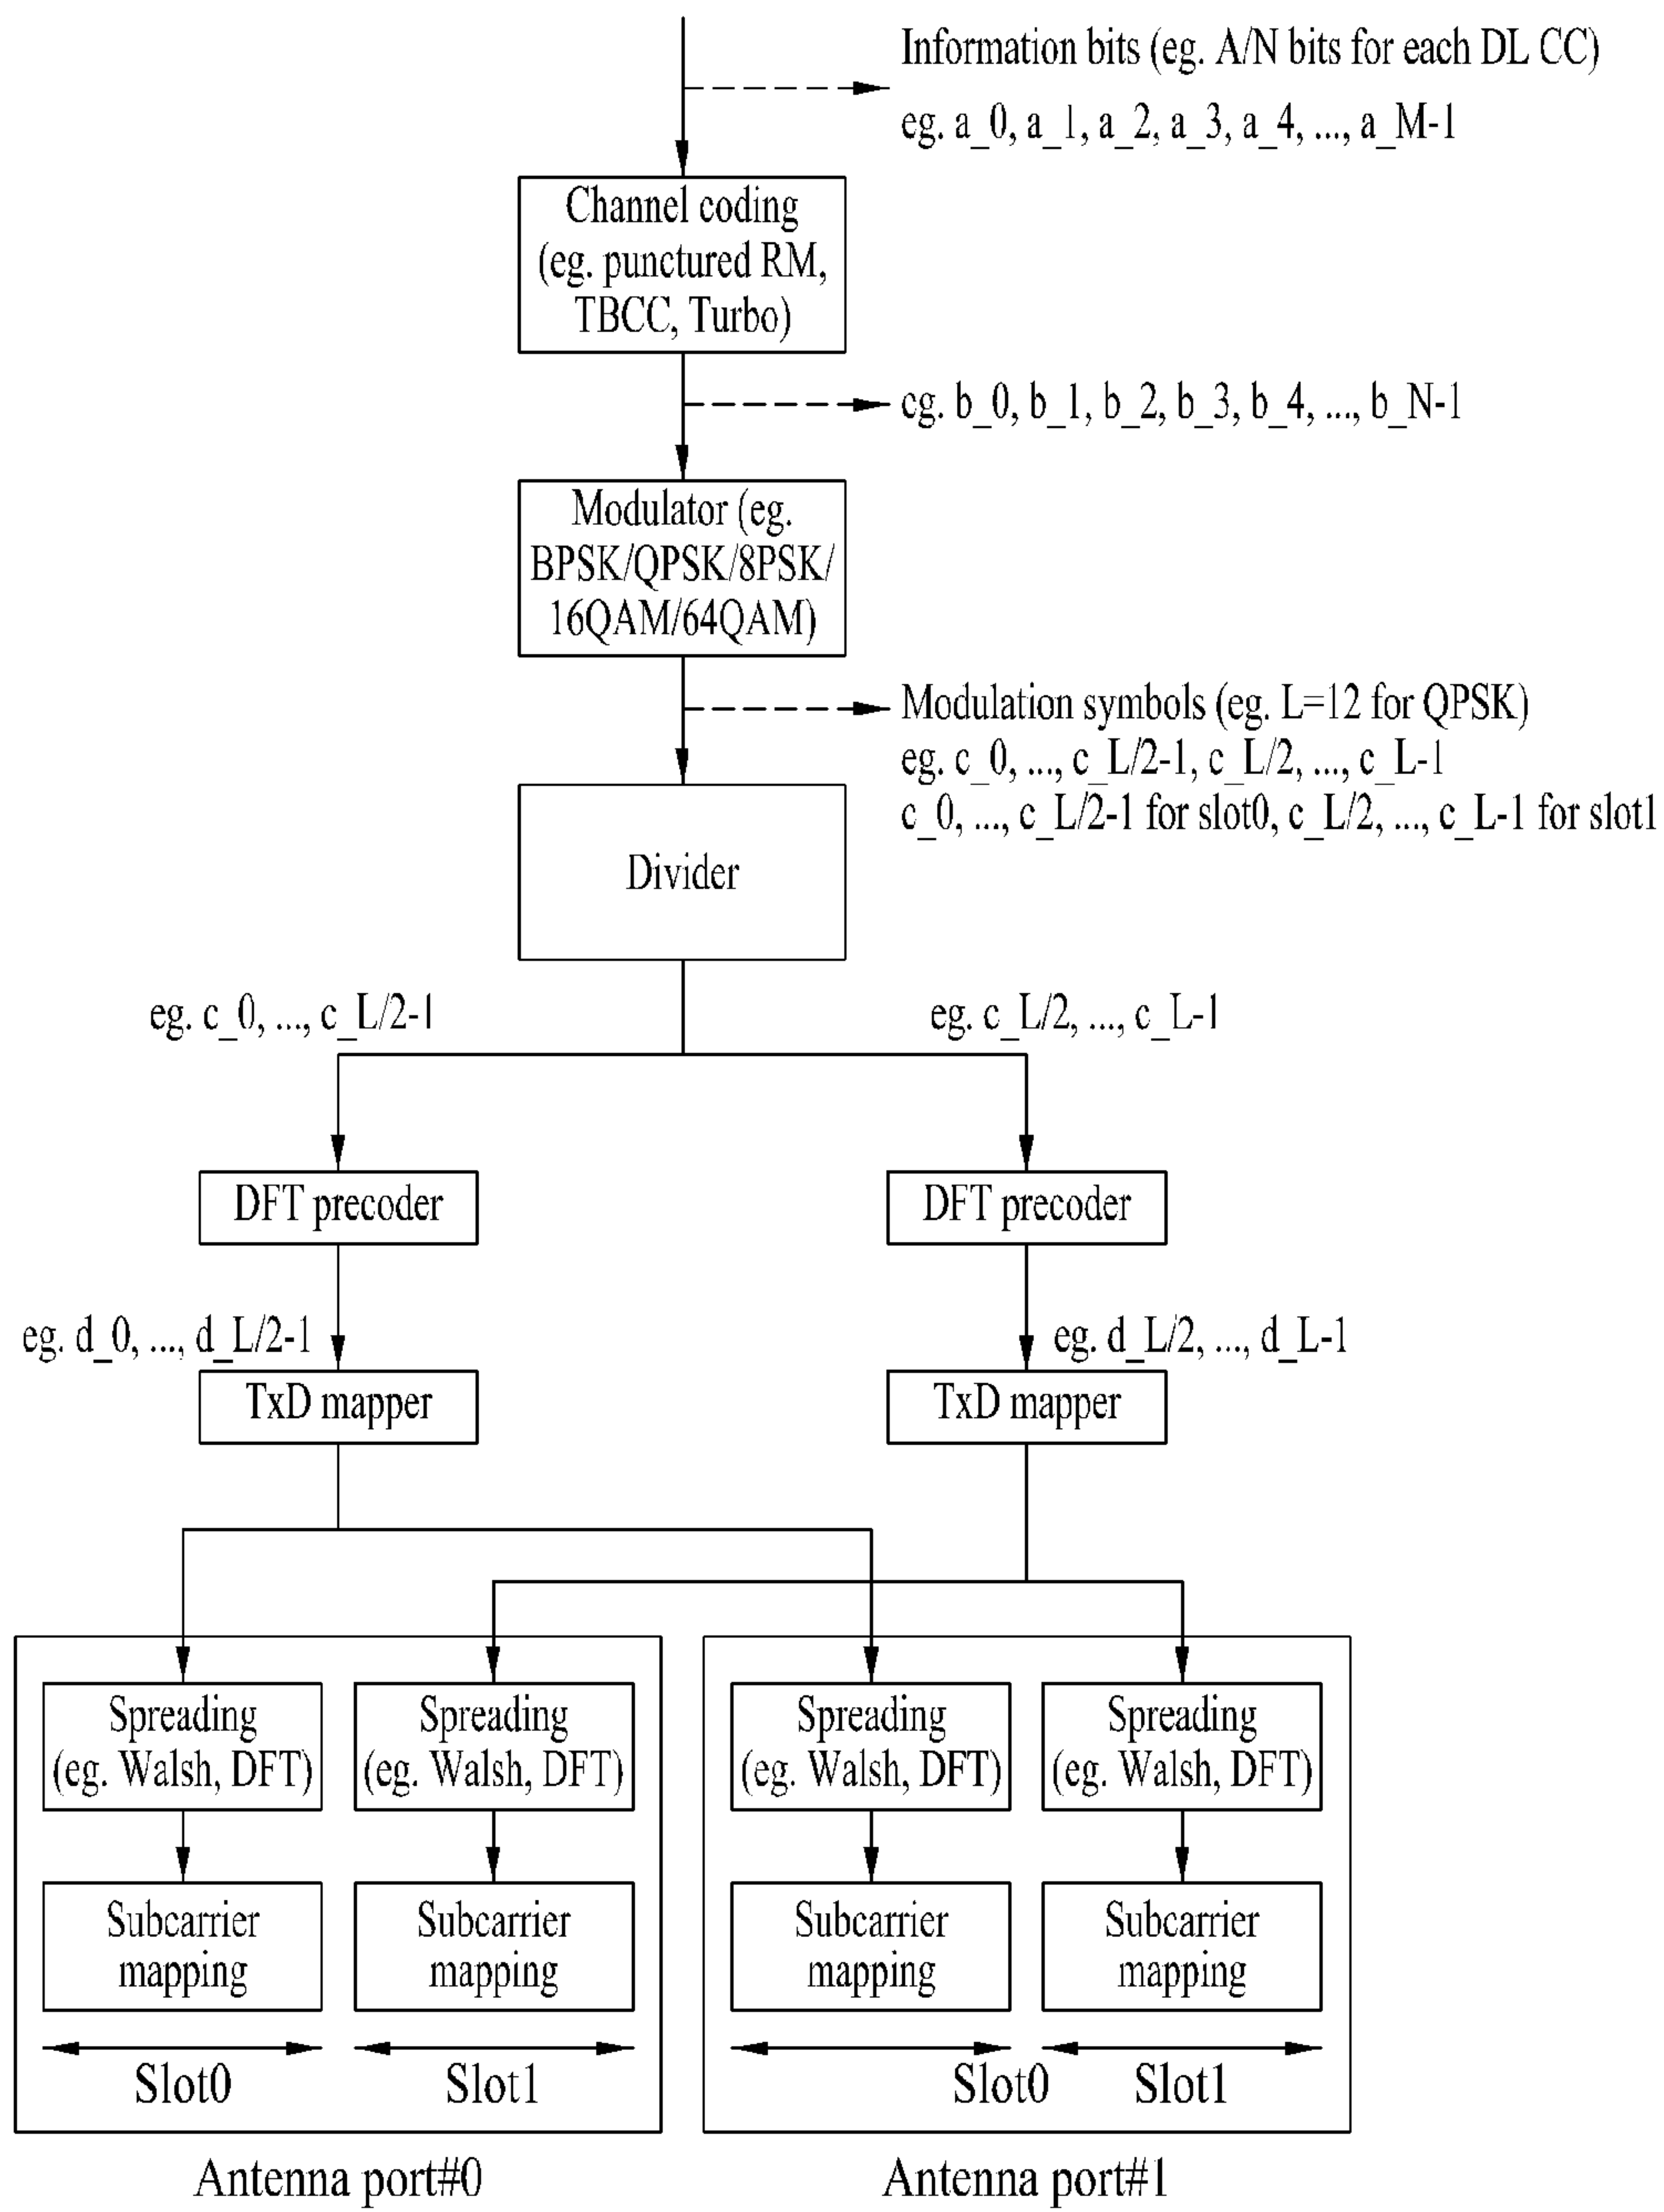 Information bits (eg. A/N bits for each DL CC)
eg. a_0, a_1, a_2, a_3, a_4, ..., a_M-1
Channel coding
(eg. punctured RM,
TBCC, Turbo)
cg. b_0, b_1, b_2, b_3, b_4, ..., b_N-1
Modulator (eg.
BPSK/QPSK/8PSK/
16QAM/64QAM)
Modulation symbols (eg. L=12 for QPSK)
eg. c_0, ..., c_L/2-1, c_L/2, ..., c_L-1
c_0, ..., c_L/2-1 for slot0, c_L/2, ..., c_L-1 for slot1
Divider
eg. c_0, ..., c_L/2-1
eg. c_L/2, ..., c_L-1
DFT precoder
DFT precoder
eg. d_0, ..., d_L/2-1
eg. d_L/2, ..., d_L-1
TxD mapper
TxD mapper
Spreading
(eg. Walsh, DFT)
Spreading
(eg. Walsh, DFT)
Spreading
(eg. Walsh, DFT)
Spreading
(eg. Walsh, DFT)
Subcarrier
mapping
Subcarrier
mapping
Subcarrier
mapping
Subcarrier
mapping
Slot0
Slot1
Slot0
Slot1
Antenna port#0
Antenna port#1